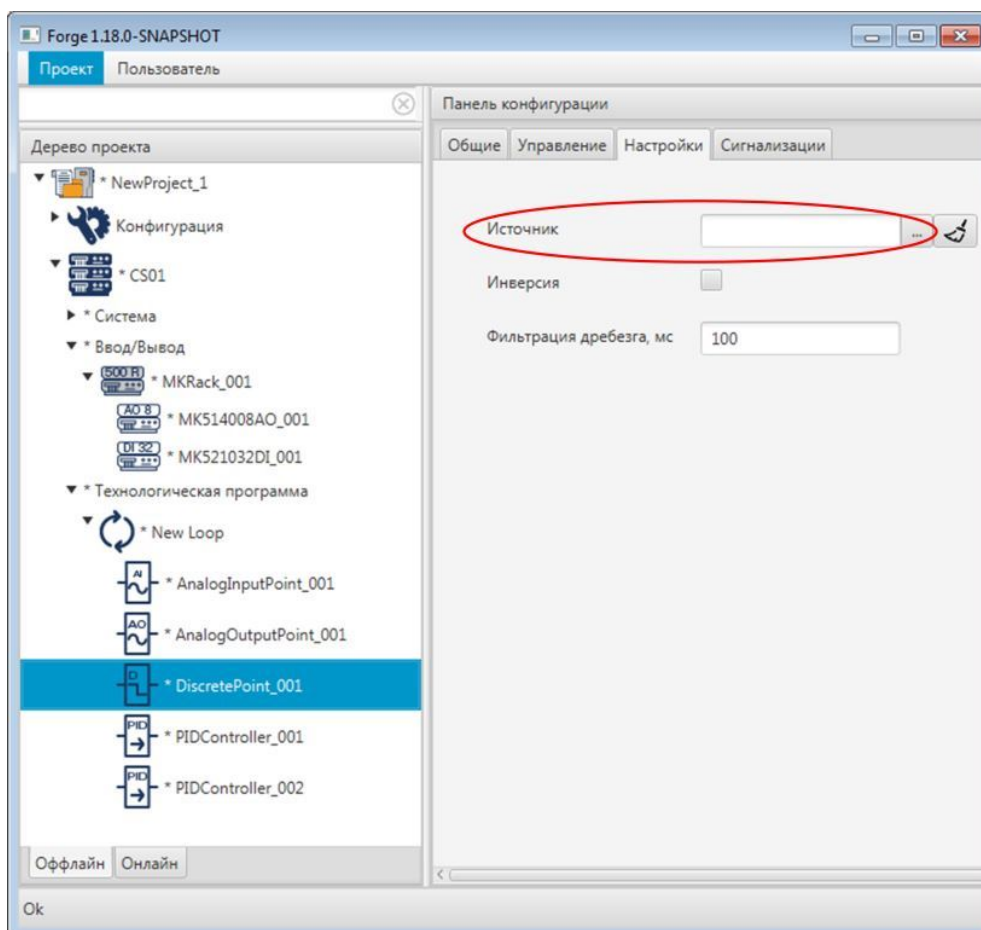 Forge 1.18.0-SNAPSHOT
Проект Пользователь
Дерево проекта
* NewProject_1
Конфигурация
* CS01
* Система
* Ввод/Вывод
500 R
* MKRack_001
AO 8
* MK514008AO_001
DI 32
* MK521032DI_001
* Технологическая программа
* New Loop
AI
* AnalogInputPoint_001
AO
* AnalogOutputPoint_001
D
* DiscretePoint_001
PID
* PIDController_001
PID
* PIDController_002
Оффлайн Онлайн
Панель конфигурации
Общие Управление Настройки Сигнализации
Источник ...
Инверсия
Фильтрация дребезга, мс 100
Ok